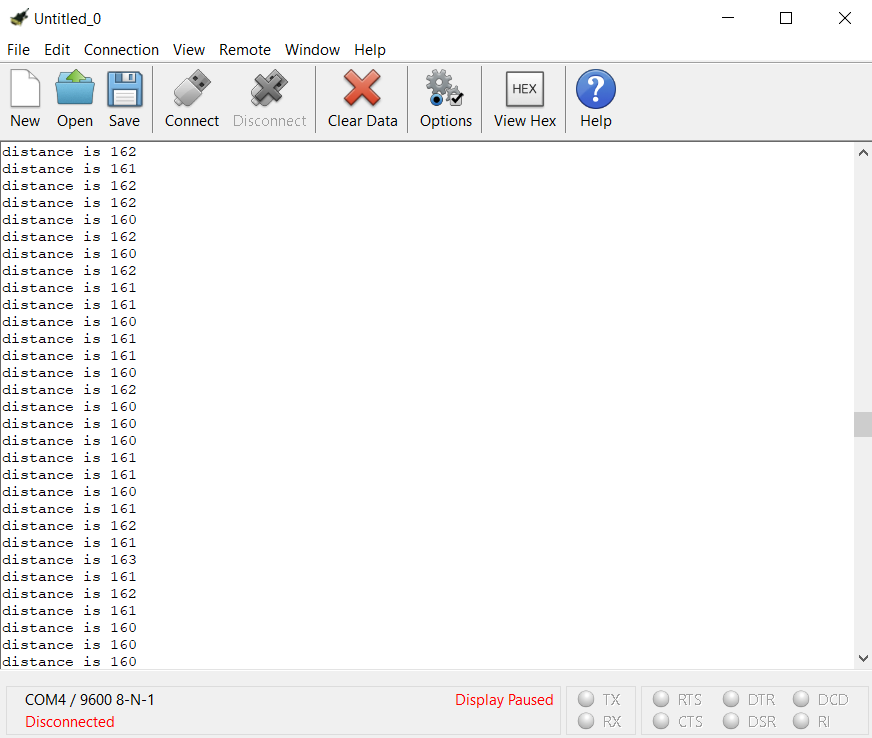 Untitled_0
File Edit Connection View Remote Window Help
HEX
New Open Save Connect Disconnect Clear Data Options View Hex Help
distance is 162
distance is 161
distance is 162
distance is 162
distance is 160
distance is 162
distance is 160
distance is 162
distance is 161
distance is 161
distance is 160
distance is 161
distance is 161
distance is 160
distance is 162
distance is 160
distance is 160
distance is 160
distance is 161
distance is 161
distance is 160
distance is 161
distance is 162
distance is 161
distance is 163
distance is 161
distance is 162
distance is 161
distance is 160
distance is 160
distance is 160
COM4 / 9600 8-N-1 Display Paused TX RTS DTR DCD
Disconnected RX CTS DSR RI